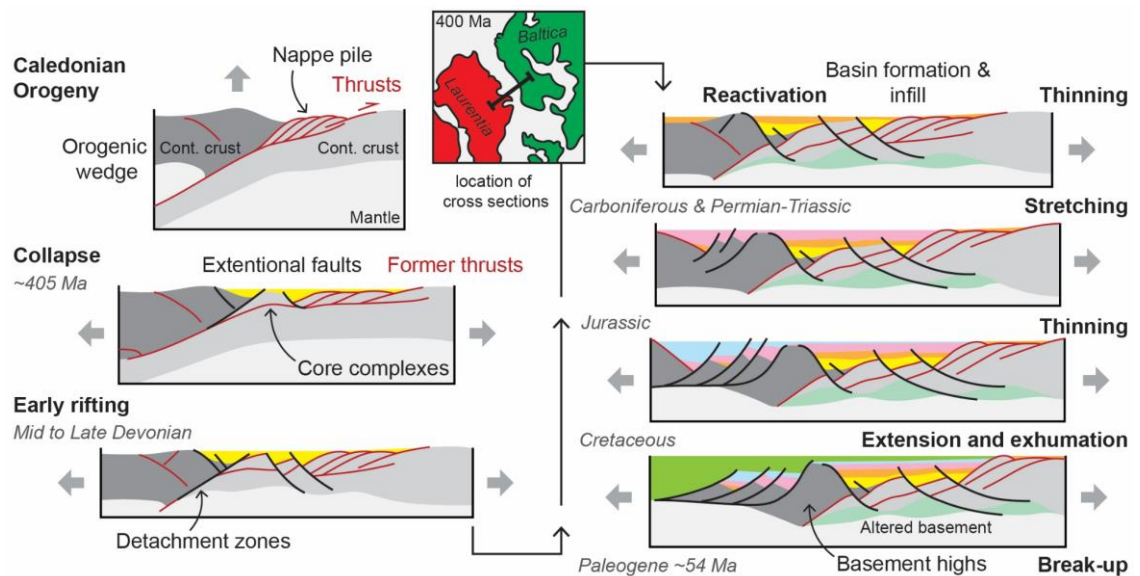 Caledonian
Orogeny
Nappe pile
Thrusts
Cont. crust
Cont. crust
Orogenic
wedge
Mantle
400 Ma
Baltica
Laurentia
location of
cross sections
Collapse
~405 Ma
Extentional faults
Former thrusts
Core complexes
Early rifting
Mid to Late Devonian
Detachment zones
Reactivation
Basin formation &
infill
Thinning
Carboniferous & Permian-Triassic
Stretching
Jurassic
Thinning
Cretaceous
Extension and exhumation
Altered basement
Basement highs
Paleogene ~54 Ma
Break-up